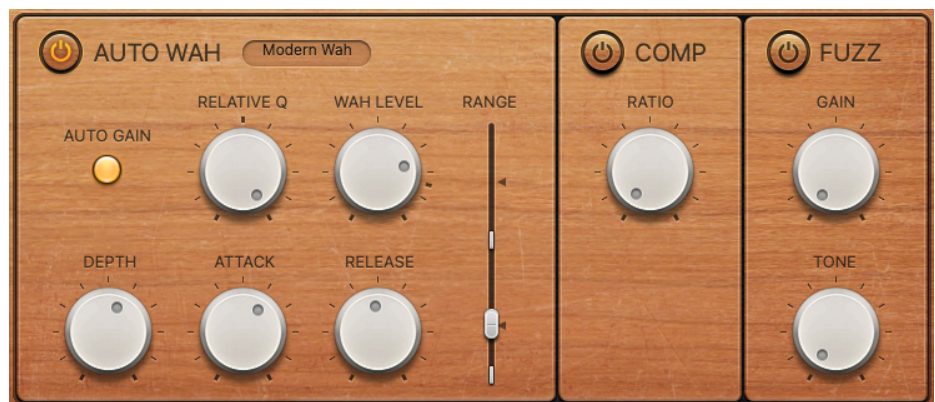 AUTO WAH
Modern Wah
COMP
FUZZ
RELATIVE Q
WAH LEVEL
RANGE
RATIO
GAIN
AUTO GAIN
DEPTH
ATTACK
RELEASE
TONE